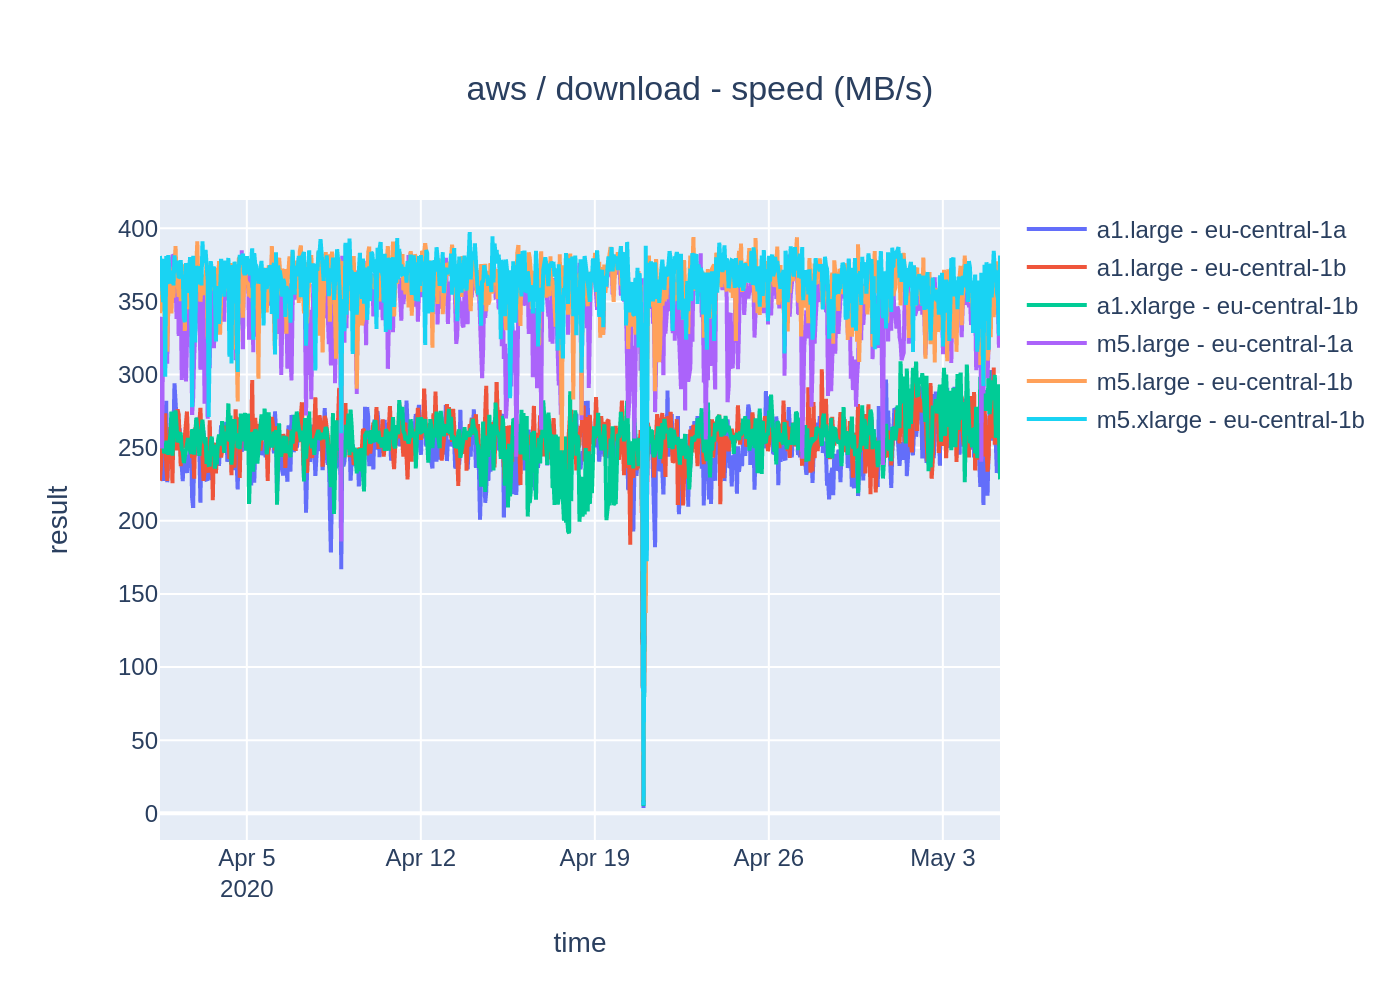 aws / download - speed (MB/s)
400
350
300
250
200
150
100
50
0
result
Apr 5
2020
Apr 12
Apr 19
Apr 26
May 3
time
a1.large - eu-central-1a
a1.large - eu-central-1b
a1.xlarge - eu-central-1b
m5.large - eu-central-1a
m5.large - eu-central-1b
m5.xlarge - eu-central-1b